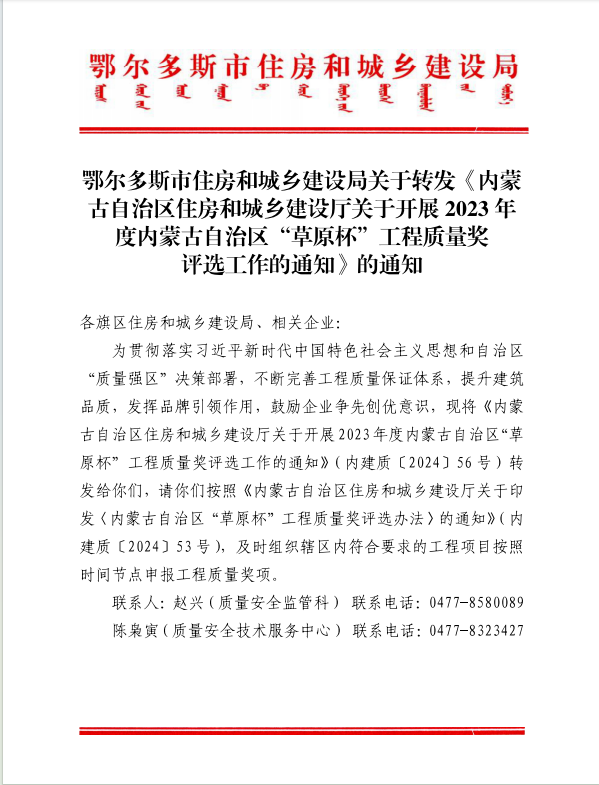 鄂尔多斯市住房和城乡建设局
鄂尔多斯市住房和城乡建设局关于转发《内蒙
古自治区住房和城乡建设厅关于开展 2023 年
度内蒙古自治区“草原杯”工程质量奖
评选工作的通知》的通知
各旗区住房和城乡建设局、相关企业：
为贯彻落实习近平新时代中国特色社会主义思想和自治区
“质量强区”决策部署，不断完善工程质量保证体系，提升建筑
品质，发挥品牌引领作用，鼓励企业争先创优意识，现将《内蒙
古自治区住房和城乡建设厅关于开展2023年度内蒙古自治区“草
原杯”工程质量奖评选工作的通知》（内建质〔2024〕56号）转
发给你们，请你们按照《内蒙古自治区住房和城乡建设厅关于印
发〈内蒙古自治区“草原杯”工程质量奖评选办法〉的通知》（内
建质〔2024〕53号），及时组织辖区内符合要求的工程项目按照
时间节点申报工程质量奖项。
联系人：赵兴（质量安全监管科） 联系电话：0477-8580089
陈枭寅（质量安全技术服务中心） 联系电话：0477-8323427